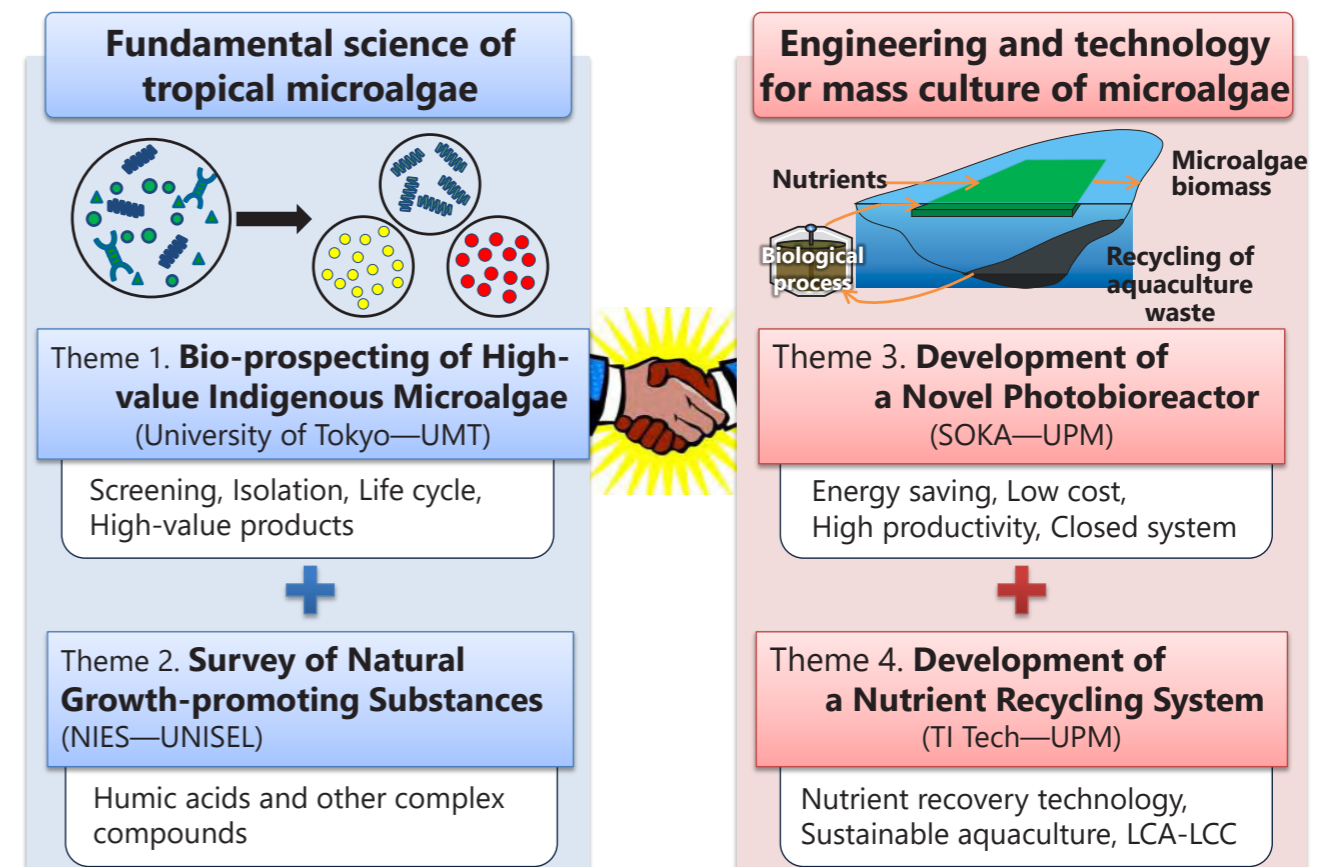 Fundamental science of
tropical microalgae
Theme 1. Bio-prospecting of High-
value Indigenous Microalgae
(University of Tokyo—UMT)
Screening, Isolation, Life cycle,
High-value products
Theme 2. Survey of Natural
Growth-promoting Substances
(NIES—UNISEL)
Humic acids and other complex
compounds
Engineering and technology
for mass culture of microalgae
Nutrients
Microalgae
biomass
Biological
process
Recycling of
aquaculture
waste
Theme 3. Development of
a Novel Photobioreactor
(SOKA—UPM)
Energy saving, Low cost,
High productivity, Closed system
Theme 4. Development of
a Nutrient Recycling System
(TI Tech—UPM)
Nutrient recovery technology,
Sustainable aquaculture, LCA-LCC